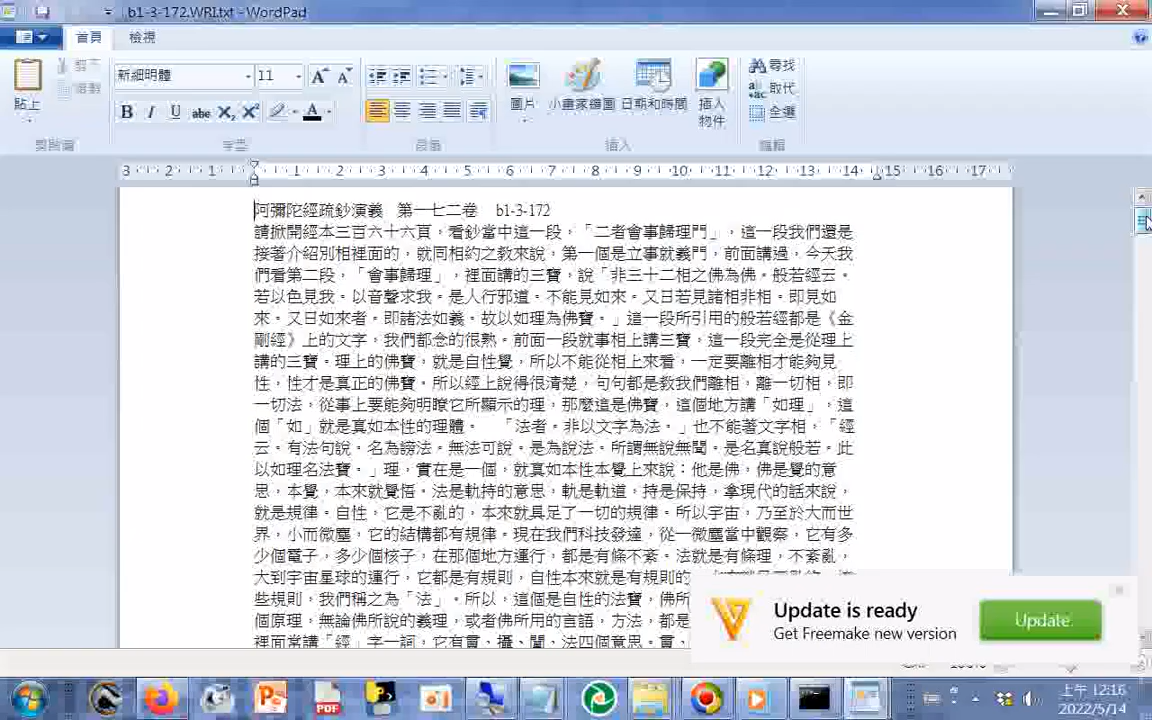 b1-3-172.WRI.txt - WordPad
首頁 檢視
貼上
新細明體 11
圖片 小畫家繪圖 日期和時間 插入物件
尋找
取代
全選
字型 段落 插入 編輯
3 2 1 1 2 3 4 5 6 7 8 9 10 11 12 13 14 15 16 17
阿彌陀經疏鈔演義 第一七二卷 b1-3-172
請掀開經本三百六十六頁，看鈔當中這一段，「二者會事歸理門」，這一段我們還是
接著介紹別相裡面的，就同相約之教來說，第一個是立事就義門，前面講過，今天我
們看第二段，「會事歸理」，裡面講的三寶，說「非三十二相之佛為佛。般若經云。
若以色見我。以音聲求我。是人行邪道。不能見如來。又曰若見諸相非相。即見如
來。又曰如來者。即諸法如義。故以如理為佛寶。」這一段所引用的般若經都是《金
剛經》上的文字，我們都念的很熟。前面一段就事相上講三寶，這一段完全是從理上
講的三寶。理上的佛寶，就是自性覺，所以不能從相上來看，一定要離相才能夠見
性，性才是真正的佛寶。所以經上說得很清楚，句句都是教我們離相，離一切相，即
一切法，從事上要能夠明瞭它所顯示的理，那麼這是佛寶，這個地方講「如理」，這
個「如」就是真如本性的理體。 「法者。非以文字為法。」也不能著文字相，「經
云。有法句說。名為謗法。無法可說。是為說法。所謂無說無聞。是名真說般若。此
以如理名法寶。」理，實在是一個，就真如本性本覺上來說：他是佛，佛是覺的意
思，本覺，本來就覺悟。法是軌持的意思，軌是軌道，持是保持，拿現代的話來說，
就是規律。自性，它是不亂的，本來就具足了一切的規律。所以宇宙，乃至於大而世
界，小而微塵，它的結構都有規律。現在我們科技發達，從一微塵當中觀察，它有多
少個電子，多少個核子，在那個地方運行，都是有條不紊。法就是有條理，不紊亂，
大到宇宙星球的運行，它都是有規則，自性本來就是有規則的
些規則，我們稱之為「法」。所以，這個是自性的法寶，佛所
個原理，無論佛所說的義理，或者佛所用的言語，方法，都是
裡面常講「經」字一詞，它有貫、攝、
Update is ready
Get Freemake new version
Update
PDF
上午 12:16
2022/5/14